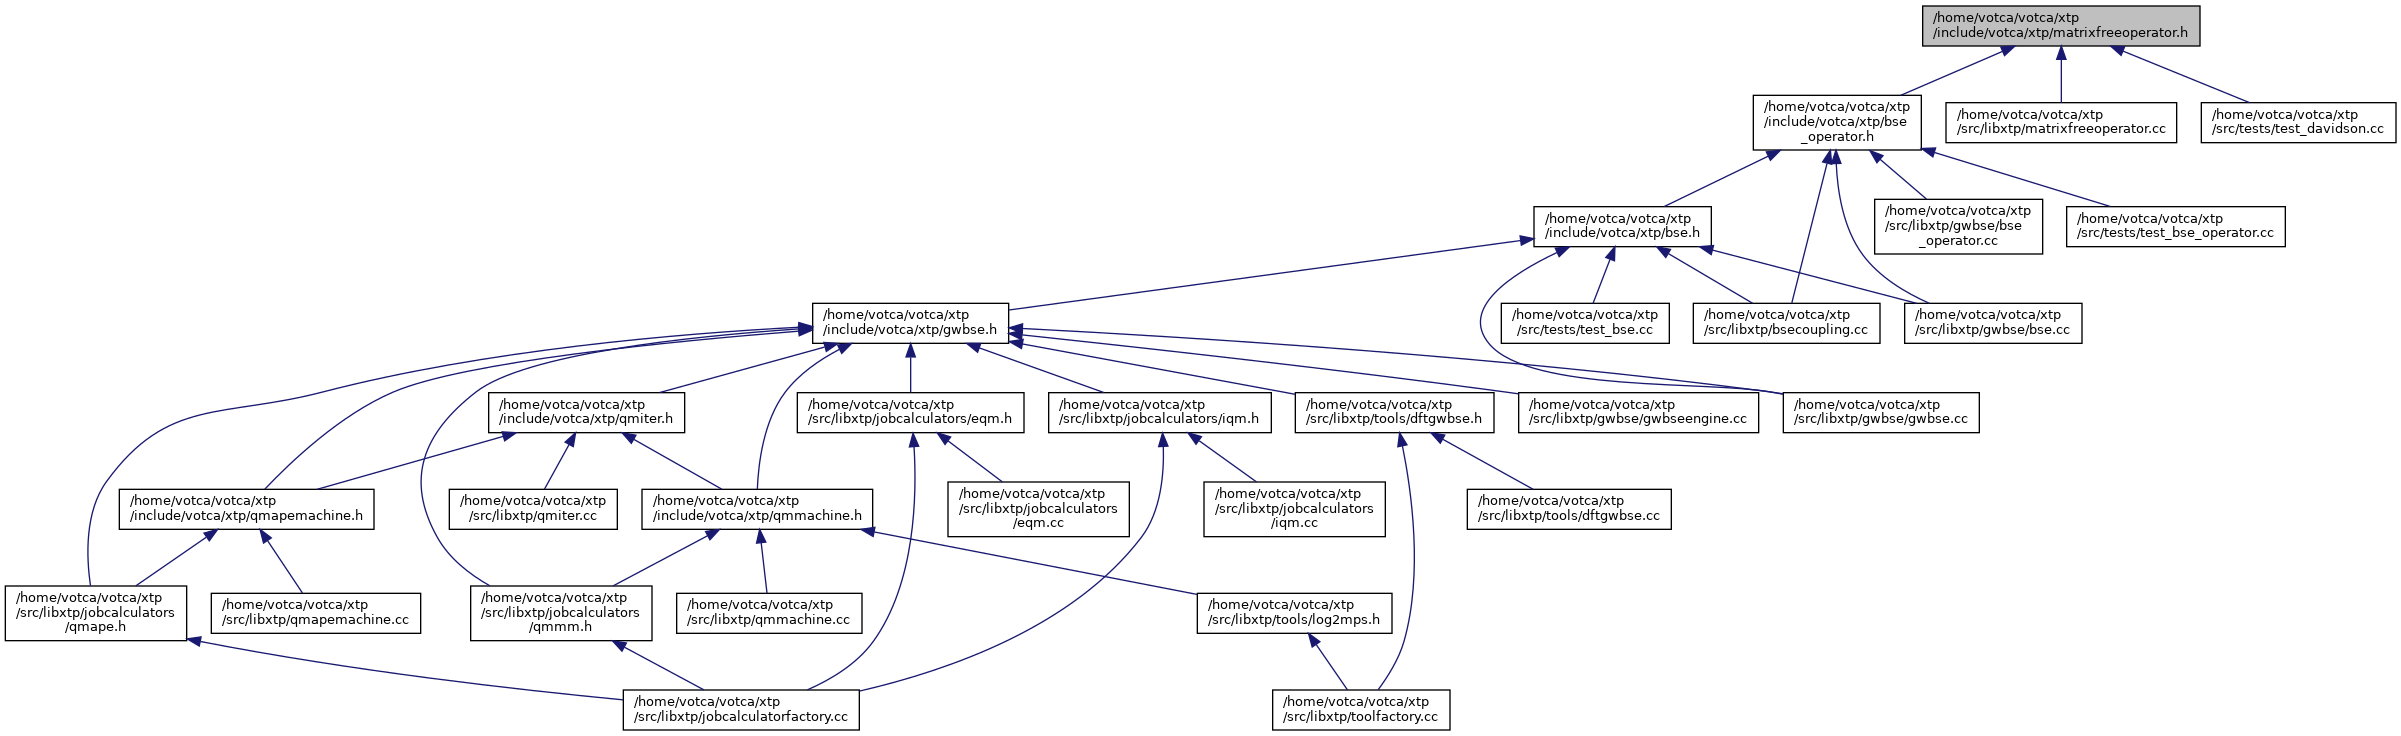 /home/votca/votca/xtp
/include/votca/xtp/matrixfreeoperator.h
/home/votca/votca/xtp
/include/votca/xtp/bse
_operator.h
/home/votca/votca/xtp
/src/libxtp/matrixfreeoperator.cc
/home/votca/votca/xtp
/src/tests/test_davidson.cc
/home/votca/votca/xtp
/include/votca/xtp/bse.h
/home/votca/votca/xtp
/src/libxtp/gwbse/bse
_operator.cc
/home/votca/votca/xtp
/src/tests/test_bse_operator.cc
/home/votca/votca/xtp
/include/votca/xtp/gwbse.h
/home/votca/votca/xtp
/src/tests/test_bse.cc
/home/votca/votca/xtp
/src/libxtp/bsecoupling.cc
/home/votca/votca/xtp
/src/libxtp/gwbse/bse.cc
/home/votca/votca/xtp
/include/votca/xtp/qmiter.h
/home/votca/votca/xtp
/src/libxtp/jobcalculators/eqm.h
/home/votca/votca/xtp
/src/libxtp/jobcalculators/iqm.h
/home/votca/votca/xtp
/src/libxtp/tools/dftgwbse.h
/home/votca/votca/xtp
/src/libxtp/gwbse/gwbseengine.cc
/home/votca/votca/xtp
/src/libxtp/gwbse/gwbse.cc
/home/votca/votca/xtp
/include/votca/xtp/qmapemachine.h
/home/votca/votca/xtp
/src/libxtp/qmiter.cc
/home/votca/votca/xtp
/include/votca/xtp/qmmachine.h
/home/votca/votca/xtp
/src/libxtp/jobcalculators
/eqm.cc
/home/votca/votca/xtp
/src/libxtp/jobcalculators
/iqm.cc
/home/votca/votca/xtp
/src/libxtp/tools/dftgwbse.cc
/home/votca/votca/xtp
/src/libxtp/jobcalculators
/qmape.h
/home/votca/votca/xtp
/src/libxtp/qmapemachine.cc
/home/votca/votca/xtp
/src/libxtp/jobcalculators
/qmmm.h
/home/votca/votca/xtp
/src/libxtp/qmmachine.cc
/home/votca/votca/xtp
/src/libxtp/tools/log2mps.h
/home/votca/votca/xtp
/src/libxtp/jobcalculatorfactory.cc
/home/votca/votca/xtp
/src/libxtp/toolfactory.cc